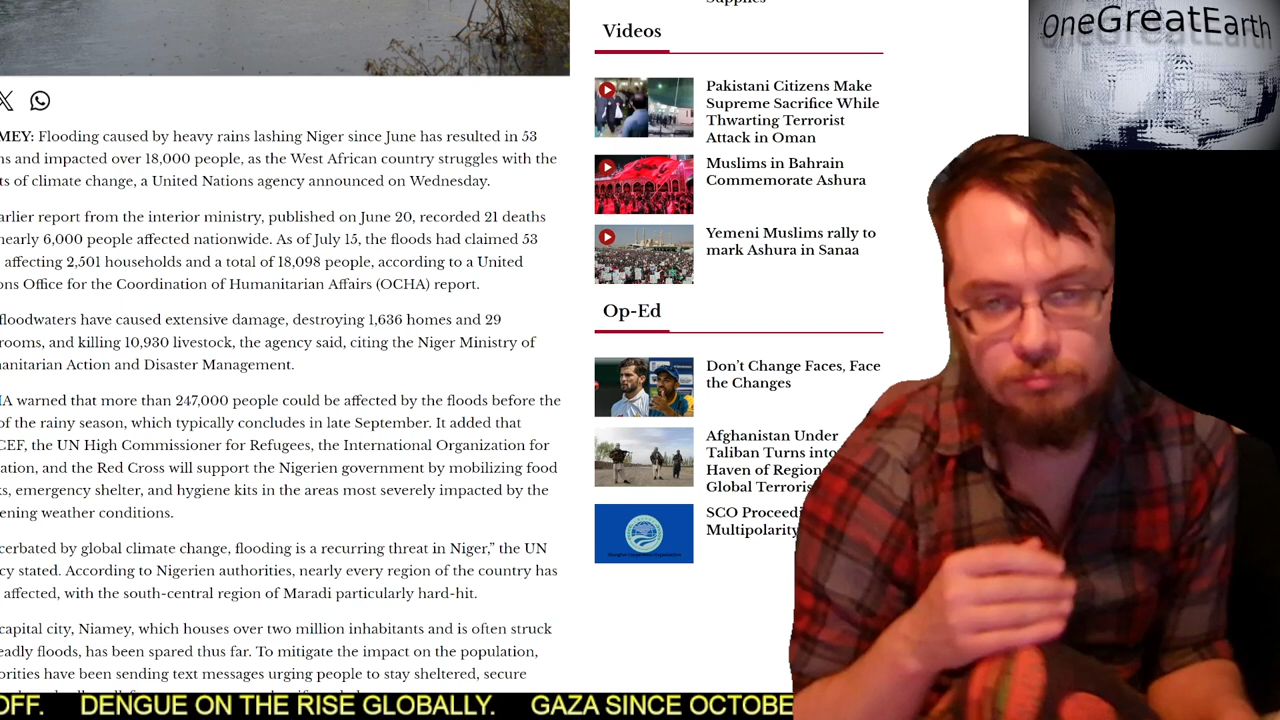 MEY: Flooding caused by heavy rains lashing Niger since June has resulted in 53
and impacted over 18,000 people, as the West African country struggles with the
of climate change, a United Nations agency announced on Wednesday.
report from the interior ministry, published on June 20, recorded 21 deaths
nearly 6,000 people affected nationwide. As of July 15, the floods had claimed 53
affecting 2,501 households and a total of 18,098 people, according to a United
Office for the Coordination of Humanitarian Affairs (OCHA) report.
floodwaters have caused extensive damage, destroying 1,636 homes and 29
rooms, and killing 10,930 livestock, the agency said, citing the Niger Ministry of
anitarian Action and Disaster Management.
warned that more than 247,000 people could be affected by the floods before the
of the rainy season, which typically concludes in late September. It added that
CEF, the UN High Commissioner for Refugees, the International Organization for
ation, and the Red Cross will support the Nigerien government by mobilizing food
emergency shelter, and hygiene kits in the areas most severely impacted by the
ening weather conditions.
cerbated by global climate change, flooding is a recurring threat in Niger,” the UN
cy stated. According to Nigerien authorities, nearly every region of the country has
affected, with the south-central region of Maradi particularly hard-hit.
capital city, Niamey, which houses over two million inhabitants and is often struck
eadly floods, has been spared thus far. To mitigate the impact on the population,
orities have been sending text messages urging people to stay sheltered, secure
Videos
Pakistani Citizens Make
Supreme Sacrifice While
Thwarting Terrorist
Attack in Oman
Muslims in Bahrain
Commemorate Ashura
Yemeni Muslims rally to
mark Ashura in Sanaa
Op-Ed
Don’t Change Faces, Face
the Changes
Afghanistan Under
Taliban Turns into
Haven of Region
Global Terroris
SCO Proceedi
Multipolarity
OneGreatEarth
OFF. DENGUE ON THE RISE GLOBALLY. GAZA SINCE OCTOBE